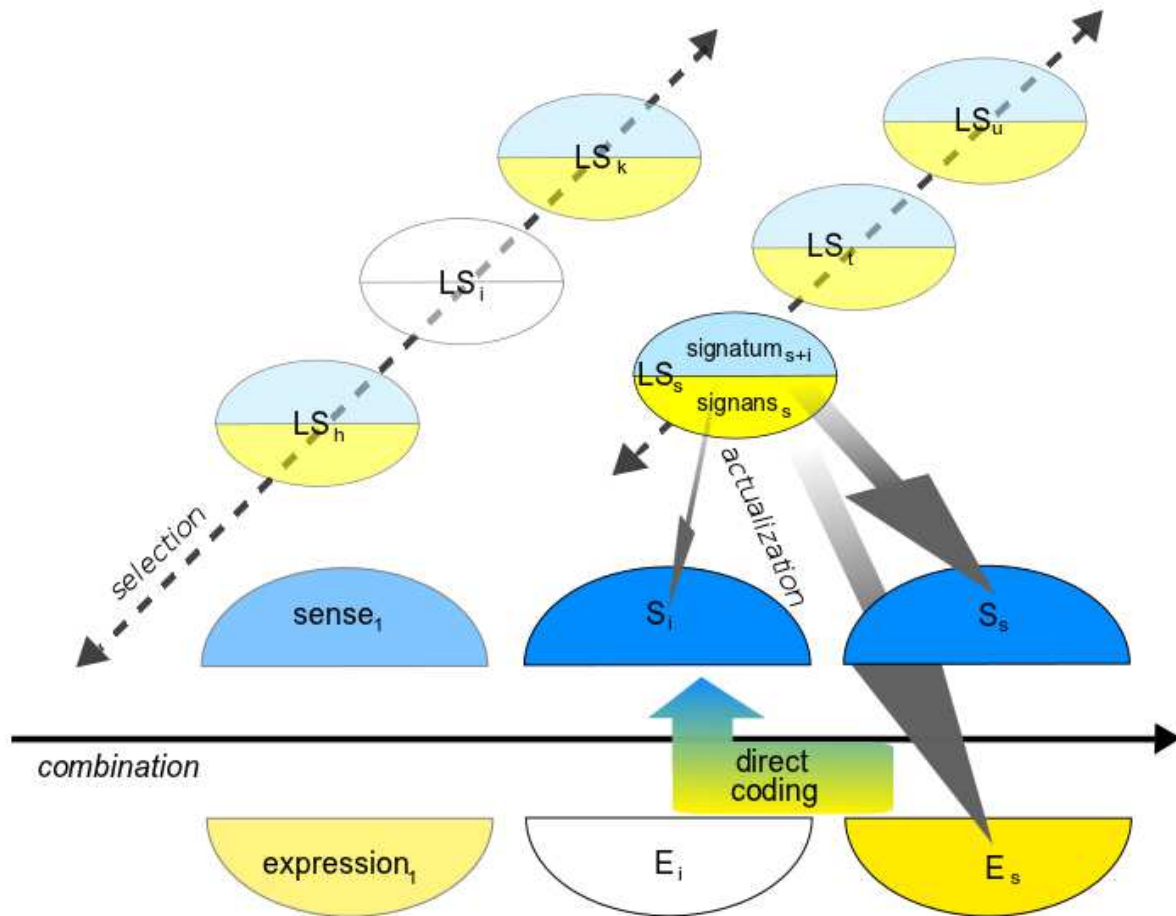 LSᵤ
LSₖ
LSₜ
LSᵢ
signatumₛ₊ᵢ
LSₛ
signansₛ
LSₕ
actualization
selection
sense₁
Sᵢ
Sₛ
combination
direct
coding
expression₁
Eᵢ
Eₛ